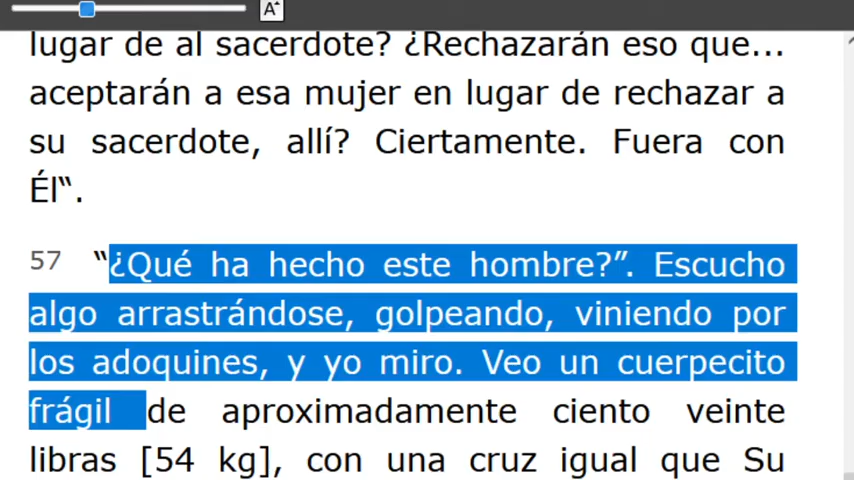 A
lugar de al sacerdote? ¿Rechazarán eso que...
aceptarán a esa mujer en lugar de rechazar a
su sacerdote, allí? Ciertamente. Fuera con
Él‟.
57 “¿Qué ha hecho este hombre?”. Escucho
algo arrastrándose, golpeando, viniendo por
los adoquines, y yo miro. Veo un cuerpecito
frágil de aproximadamente ciento veinte
libras [54 kg], con una cruz igual que Su